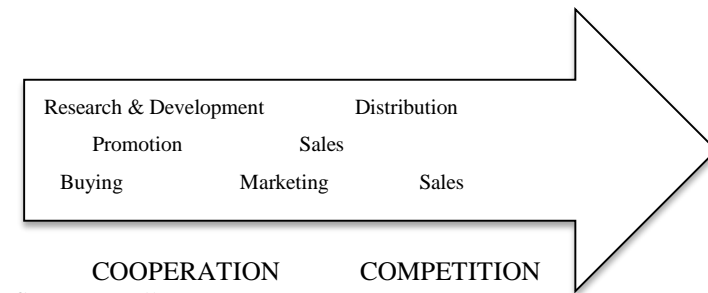 Research & Development Distribution
Promotion Sales
Buying Marketing Sales
COOPERATION COMPETITION